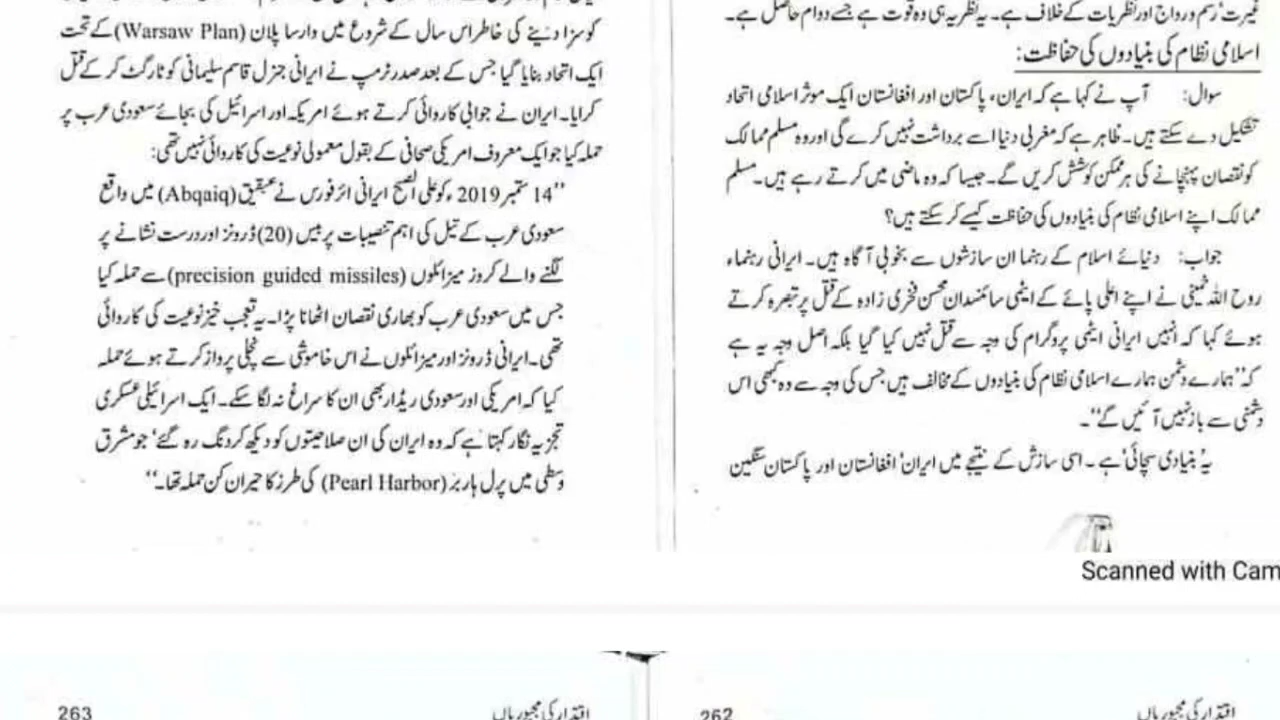 غیرت، رسم و رواج اور نظریات کے خلاف ہے۔ یہ نظریہ ہی وہ قوت ہے جسے دوام حاصل ہے۔
اسلامی نظام کی بنیادوں کی حفاظت:
سوال: آپ نے کہا ہے کہ ایران، پاکستان اور افغانستان ایک موثر اسلامی اتحاد
تشکیل دے سکتے ہیں۔ ظاہر ہے کہ مغربی دنیا اسے برداشت نہیں کرے گی اور وہ مسلم ممالک
کو نقصان پہنچانے کی ہر ممکن کوشش کریں گے۔ جیسا کہ وہ ماضی میں کرتے رہے ہیں۔ مسلم
ممالک اپنے اسلامی نظام کی بنیادوں کی حفاظت کیسے کر سکتے ہیں؟
جواب: دنیائے اسلام کے رہنما ان سازشوں سے بخوبی آگاہ ہیں۔ ایرانی رہنماء
روح اللہ خمینی نے اپنے اعلی پائے کے ایٹمی سائنسدان محسن فخری زادہ کے قتل پر تبصرہ کرتے
ہوئے کہا کہ انہیں ایرانی ایٹمی پروگرام کی وجہ سے قتل نہیں کیا گیا بلکہ اصل وجہ یہ ہے
کہ "ہمارے دشمن ہمارے اسلامی نظام کی بنیادوں کے مخالف ہیں جس کی وجہ سے وہ کبھی اس
دشمنی سے باز نہیں آئیں گے"۔
یہ بنیادی سچائی ہے۔ اسی سازش کے نتیجے میں ایران، افغانستان اور پاکستان سنگین
کو سزا دینے کی خاطر اس سال کے شروع میں وارسا پلان (Warsaw Plan) کے تحت
ایک اتحاد بنایا گیا جس کے بعد صدر ٹرمپ نے ایرانی جنرل قاسم سلیمانی کو ٹارگٹ کر کے قتل
کرایا۔ ایران نے جوابی کاروائی کرتے ہوئے امریکہ اور اسرائیل کی بجائے سعودی عرب پر
حملہ کیا جو ایک معروف امریکی صحافی کے بقول معمولی نوعیت کی کاروائی نہیں تھی:
"14 ستمبر 2019ء کو علی الصبح ایرانی ائر فورس نے عبقیق (Abqaiq) میں واقع
سعودی عرب کے تیل کی اہم تنصیبات پر بیس (20) ڈرونز اور درست نشانے پر
لگنے والے کروز میزائلوں (precision guided missiles) سے حملہ کیا
جس میں سعودی عرب کو بھاری نقصان اٹھانا پڑا۔ یہ تعجب خیز نوعیت کی کاروائی
تھی۔ ایرانی ڈرونز اور میزائلوں نے اس خاموشی سے نچلی پرواز کرتے ہوئے حملہ
کیا کہ امریکی اور سعودی ریڈار بھی ان کا سراغ نہ لگا سکے۔ ایک اسرائیلی عسکری
تجزیہ نگار کہتا ہے کہ وہ ایران کی ان صلاحیتوں کو دیکھ کر دنگ رہ گئے، جو مشرق
وسطی میں پرل ہاربر (Pearl Harbor) کی طرز کا حیران کن حملہ تھا۔"
Scanned with Cam
اقتدار کی مجبوریاں 262
اقتدار کی مجبوریاں 263